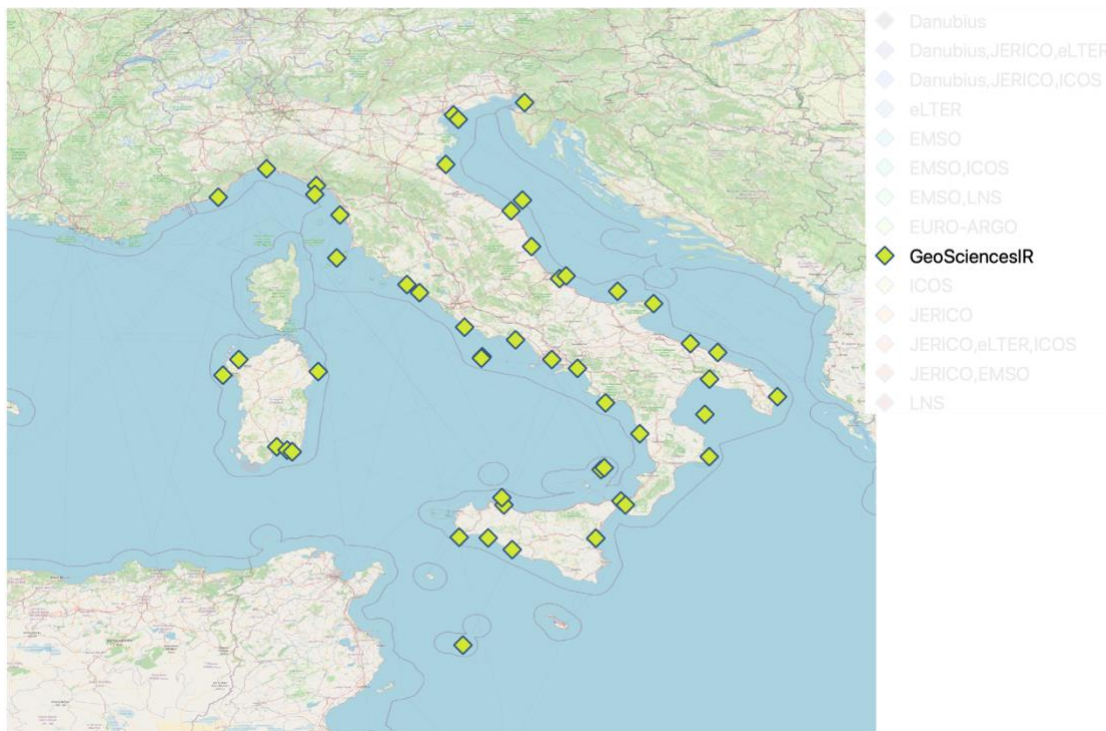 Danubius
Danubius,JERICO,eLTER
Danubius,JERICO,ICOS
eLTER
EMSO
EMSO,ICOS
EMSO,LNS
EURO-ARGO
GeoSciencesIR
ICOS
JERICO
JERICO,eLTER,ICOS
JERICO,EMSO
LNS